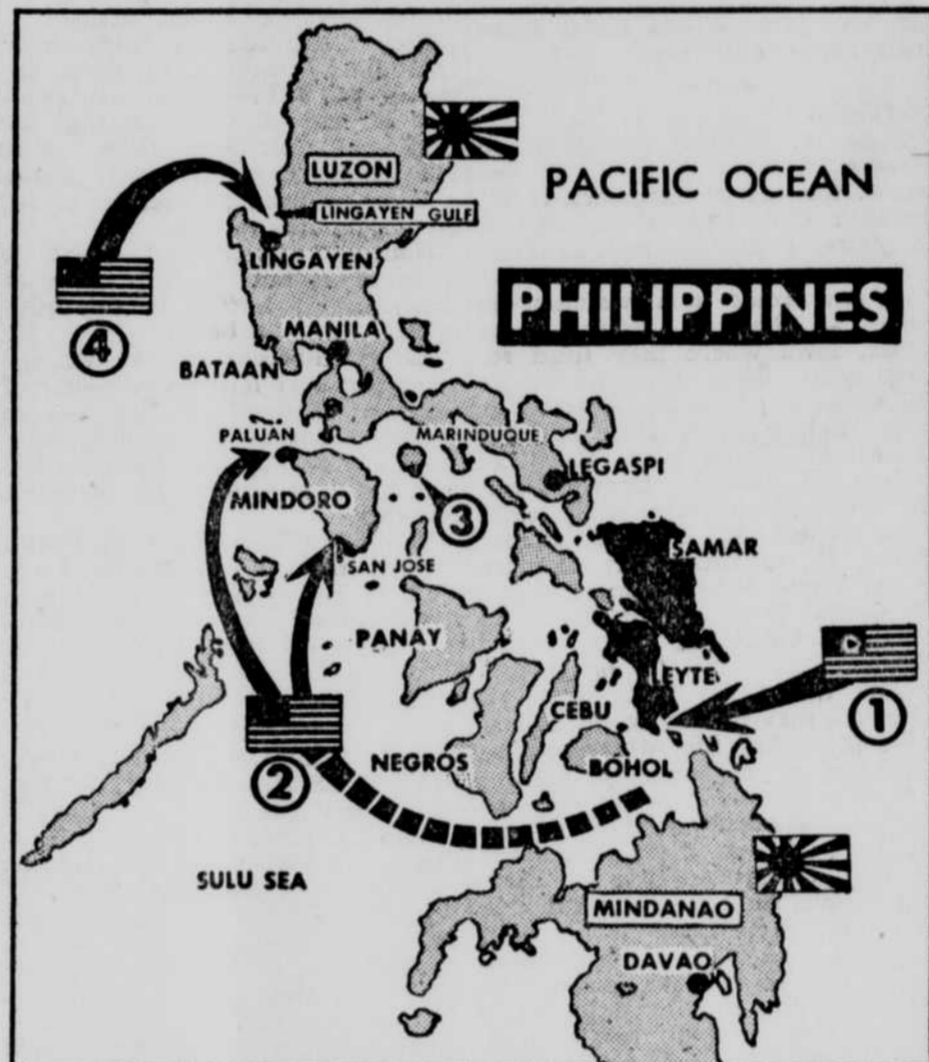 LUZON
PACIFIC OCEAN
LINGAYEN GULF
LINGAYEN
PHILIPPINES
4
MANILA
BATAAN
PALUAN
MARINDUQUE
LEGASPI
MINDORO
3
SAMAR
SAN JOSE
PANAY
LEYTE
1
CEBU
NEGROS
BOHOL
2
SULU SEA
MINDANAO
DAVAO